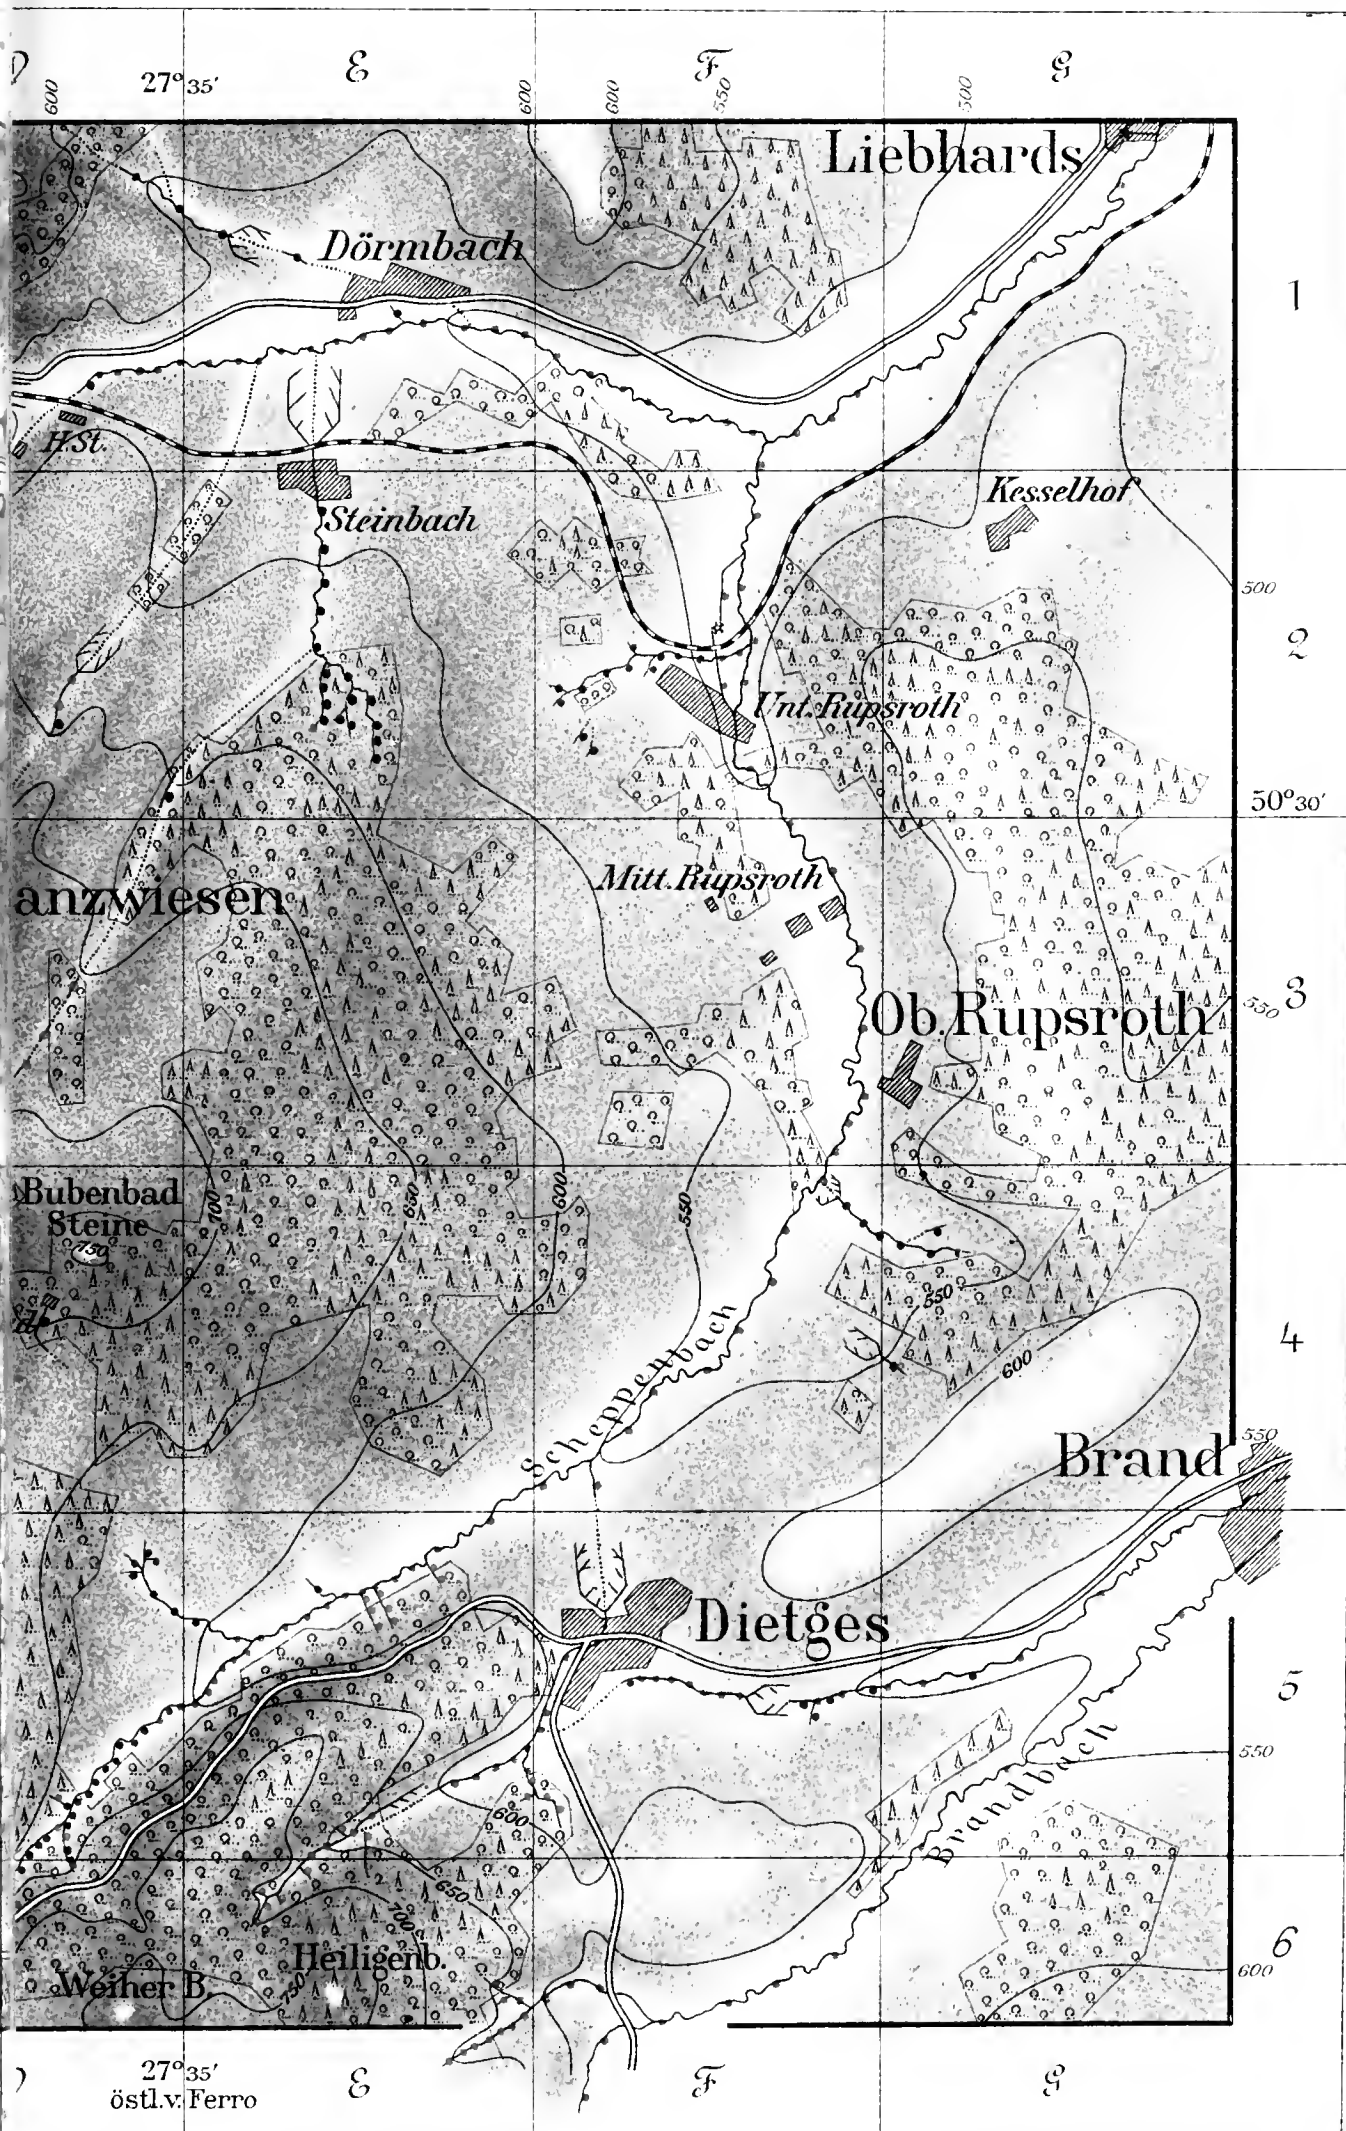 E F G
27°35′
600 600 600 550 500
Liebhards
Dörmbach
1
H.St.
Kesselhof
Steinbach
500
2
Unt. Rupsroth
50°30′
Mitt. Rupsroth
anzwiesen
550
3
Ob. Rupsroth
Bubenbad
Steine
750
700
650
600
550
550
Scheppenbach
600
4
550
Brand
Dietges
5
550
Brandbach
600
650
700
6
Heiligenb.
Weiher B.
750
600
27°35′
östl. v. Ferro
E F G